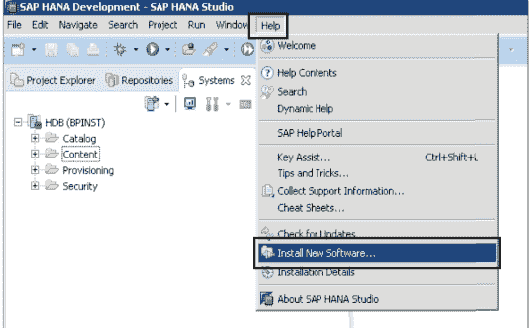 SAP HANA Development - SAP HANA Studio
File Edit Navigate Search Project Run Window Help
Welcome
Project Explorer Repositories Systems
Help Contents
Search
Dynamic Help
HDB (BPINST)
Catalog
Content
Provisioning
Security
SAP Help Portal
Key Assist... Ctrl+Shift+L
Tips and Tricks...
Collect Support Information...
Cheat Sheets...
Check for Updates
Install New Software...
Installation Details
About SAP HANA Studio